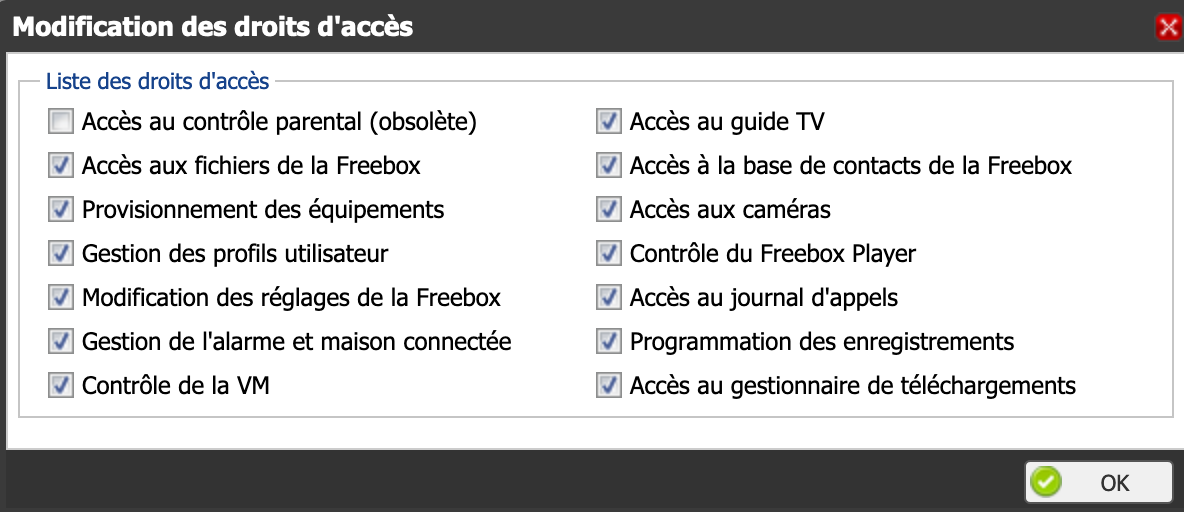 Modification des droits d'accès
Liste des droits d'accès
Accès au contrôle parental (obsolète)
Accès au guide TV
Accès aux fichiers de la Freebox
Accès à la base de contacts de la Freebox
Provisionnement des équipements
Accès aux caméras
Gestion des profils utilisateur
Contrôle du Freebox Player
Modification des réglages de la Freebox
Accès au journal d'appels
Gestion de l'alarme et maison connectée
Programmation des enregistrements
Contrôle de la VM
Accès au gestionnaire de téléchargements
OK